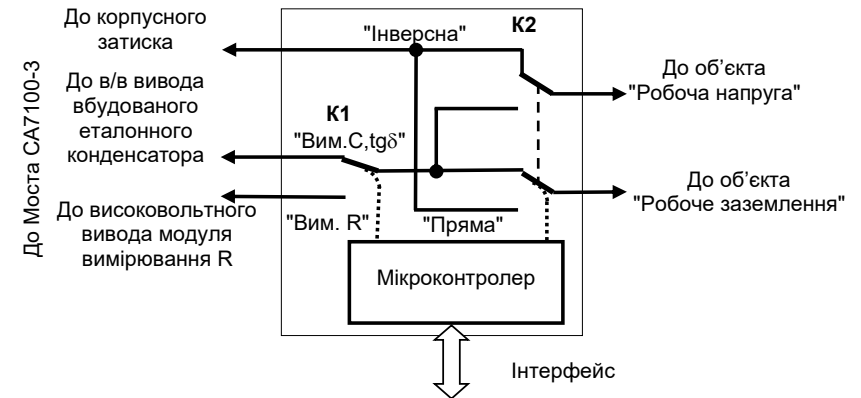 До корпусного
затиска
"Інверсна"
К2
До Моста СА7100-3
До в/в вивода
вбудованого
еталонного
конденсатора
До об’єкта
"Робоча напруга"
К1
"Вим.С,tgδ"
До об’єкта
"Робоче заземлення"
До високовольтного
вивода модуля
вимірювання R
"Вим. R"
"Пряма"
Мікроконтролер
Інтерфейс